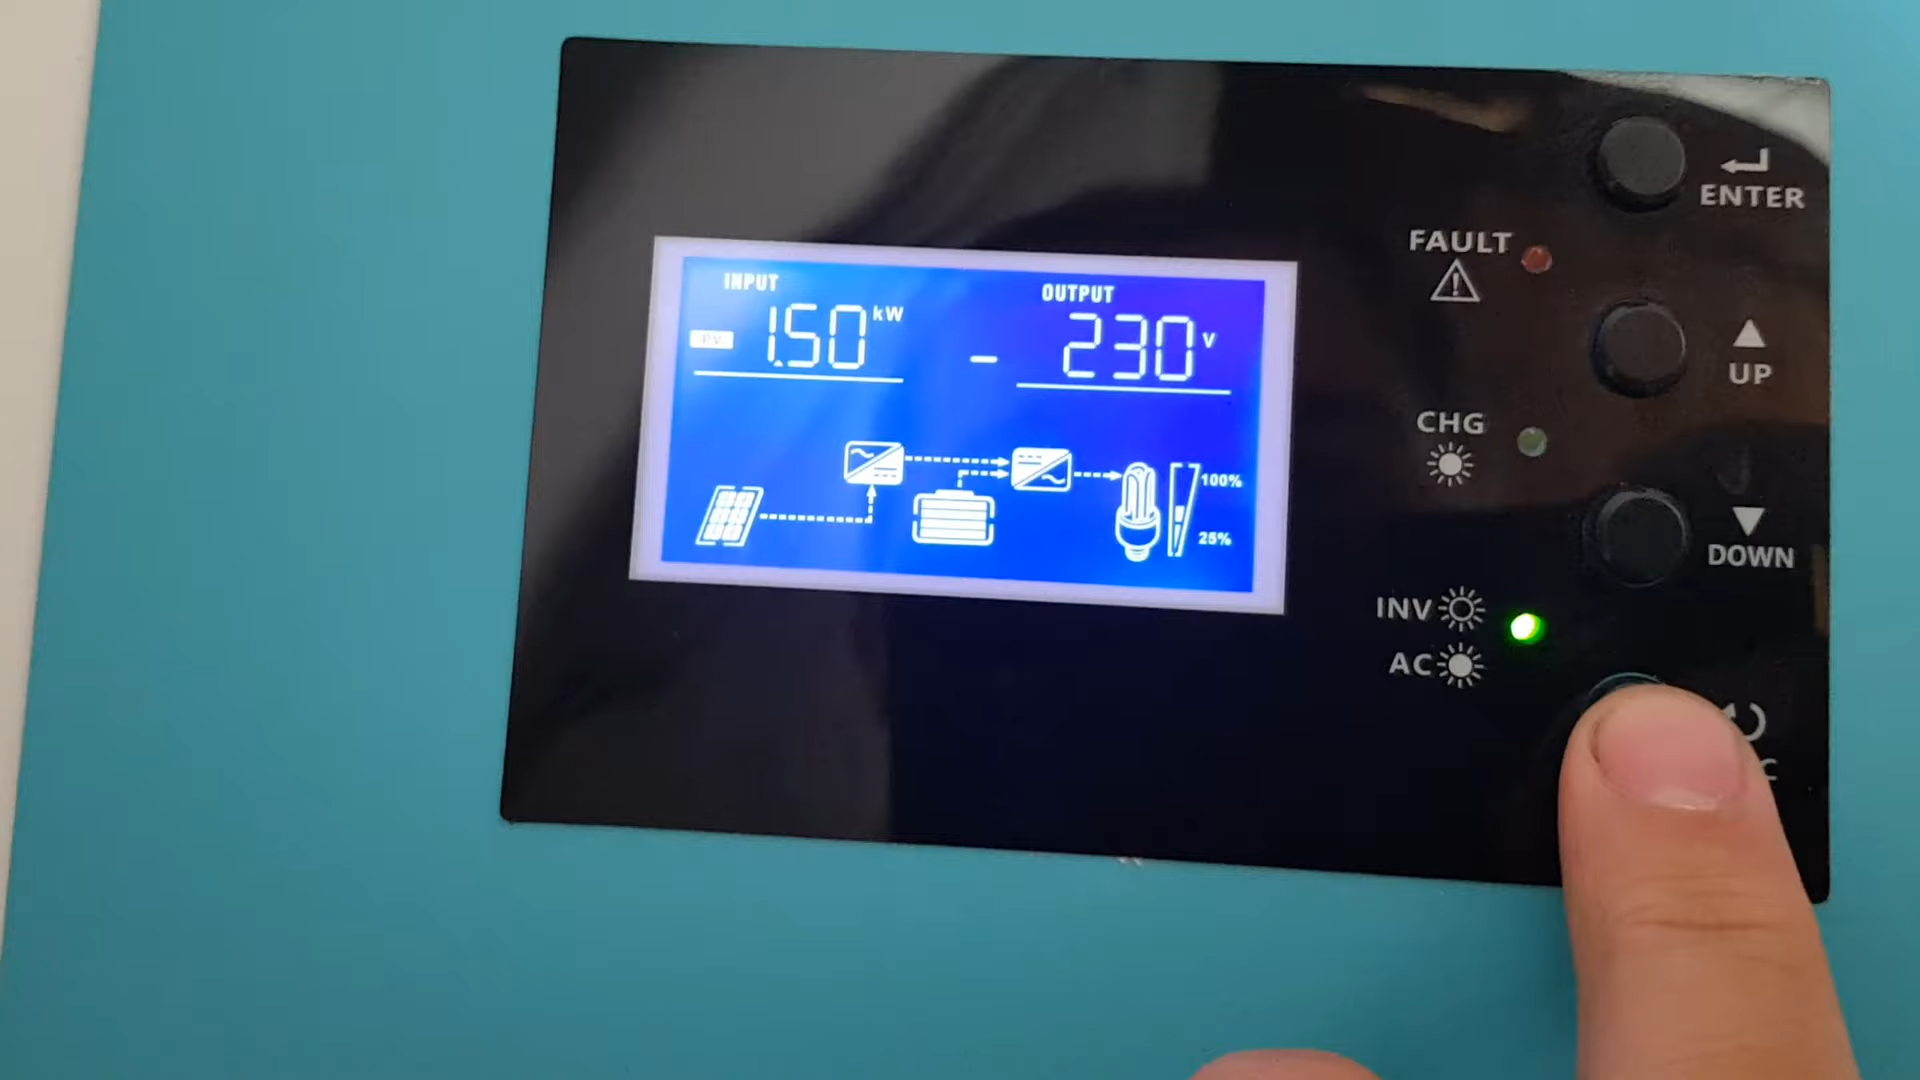 ENTER
FAULT
INPUT
OUTPUT
PV 1.50 kW
- 230 V
UP
CHG
100%
25%
DOWN
INV
AC
C